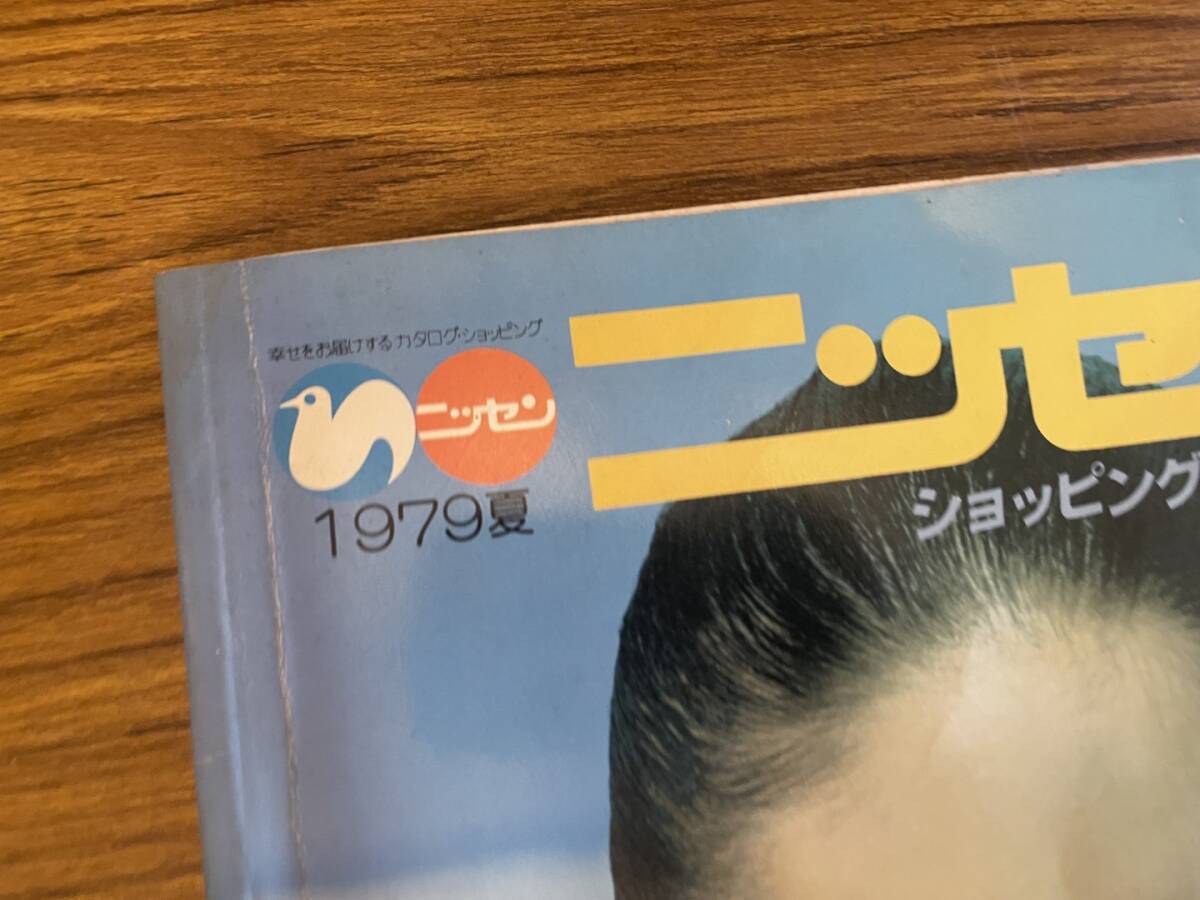 幸せをお届けするカタログ・ショッピング
ニッセン
1979夏
ニッセ
ショッピング